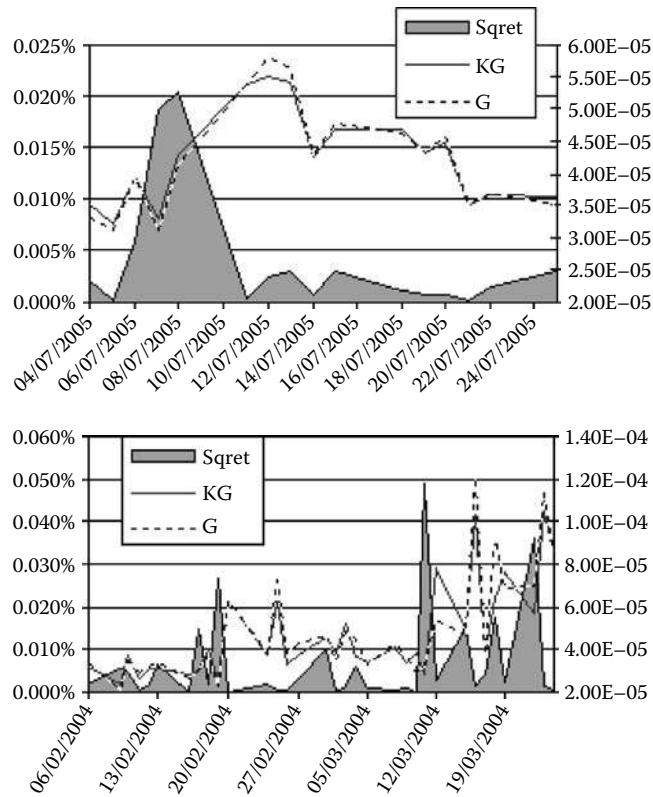 Sqret
KG
G
0.025%
0.020%
0.015%
0.010%
0.005%
0.000%
6.00E–05
5.50E–05
5.00E–05
4.50E–05
4.00E–05
3.50E–05
3.00E–05
2.50E–05
2.00E–05
04/07/2005
06/07/2005
08/07/2005
10/07/2005
12/07/2005
14/07/2005
16/07/2005
18/07/2005
20/07/2005
22/07/2005
24/07/2005
Sqret
KG
G
0.060%
0.050%
0.040%
0.030%
0.020%
0.010%
0.000%
1.40E–04
1.20E–04
1.00E–04
8.00E–05
6.00E–05
4.00E–05
2.00E–05
06/02/2004
13/02/2004
20/02/2004
27/02/2004
05/03/2004
12/03/2004
19/03/2004